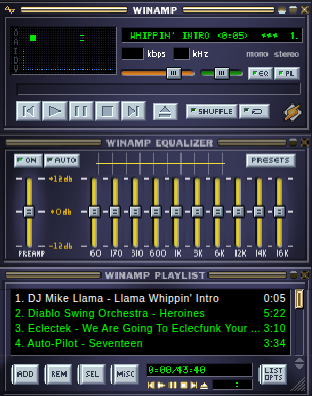 WINAMP
O
A
I
D
V
WHIPPIN' INTRO (0:05) *** 1.
kbps kHz mono stereo
EQ PL
SHUFFLE
WINAMP EQUALIZER
ON AUTO PRESETS
+12db
+0db
-12db
PREAMP 60 170 310 600 1K 3K 6K 12K 14K 16K
WINAMP PLAYLIST
1. DJ Mike Llama - Llama Whippin' Intro 0:05
2. Diablo Swing Orchestra - Heroines 5:22
3. Eclectek - We Are Going To Eclecfunk Your ... 3:10
4. Auto-Pilot - Seventeen 3:34
ADD REM SEL MISC 0:00/43:40 LIST OPTS
: